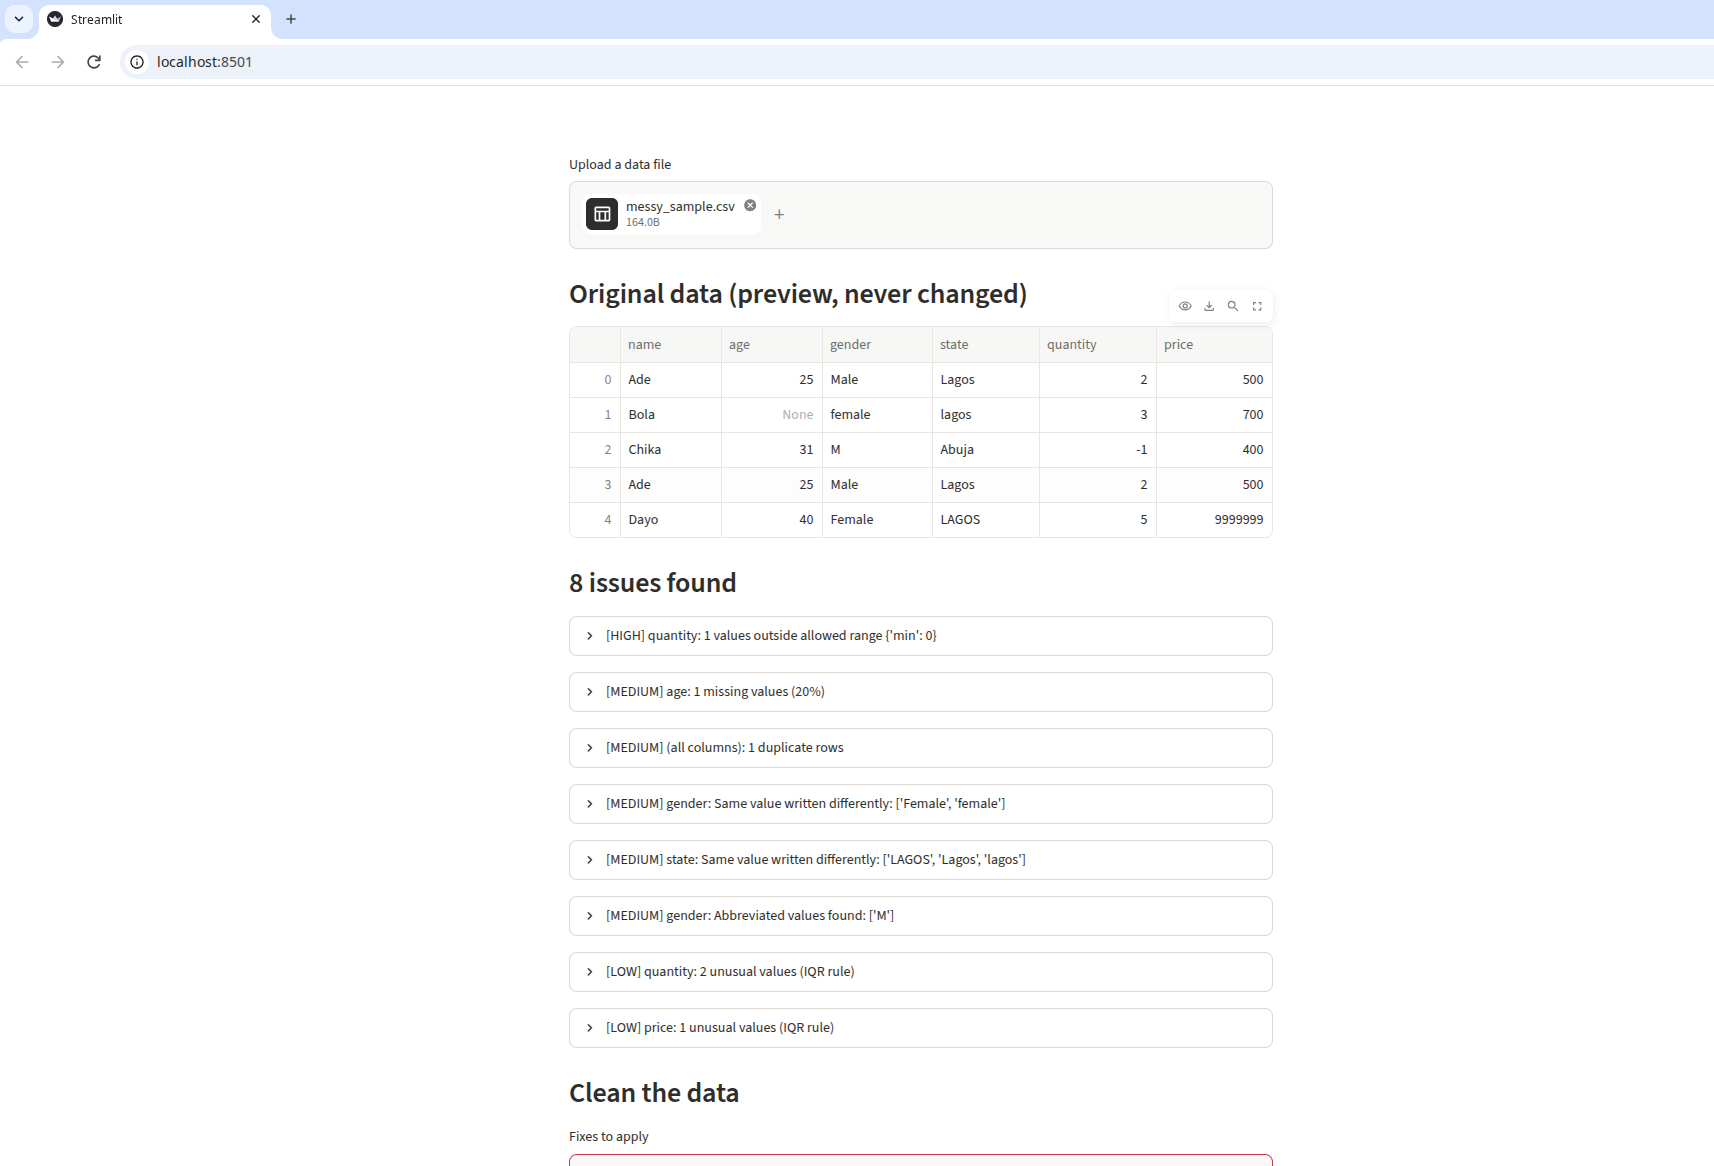 Streamlit
localhost:8501
Upload a data file
messy_sample.csv
164.0B
Original data (preview, never changed)
name age gender state quantity price
0 Ade 25 Male Lagos 2 500
1 Bola None female lagos 3 700
2 Chika 31 M Abuja -1 400
3 Ade 25 Male Lagos 2 500
4 Dayo 40 Female LAGOS 5 9999999
8 issues found
[HIGH] quantity: 1 values outside allowed range {'min': 0}
[MEDIUM] age: 1 missing values (20%)
[MEDIUM] (all columns): 1 duplicate rows
[MEDIUM] gender: Same value written differently: ['Female', 'female']
[MEDIUM] state: Same value written differently: ['LAGOS', 'Lagos', 'lagos']
[MEDIUM] gender: Abbreviated values found: ['M']
[LOW] quantity: 2 unusual values (IQR rule)
[LOW] price: 1 unusual values (IQR rule)
Clean the data
Fixes to apply